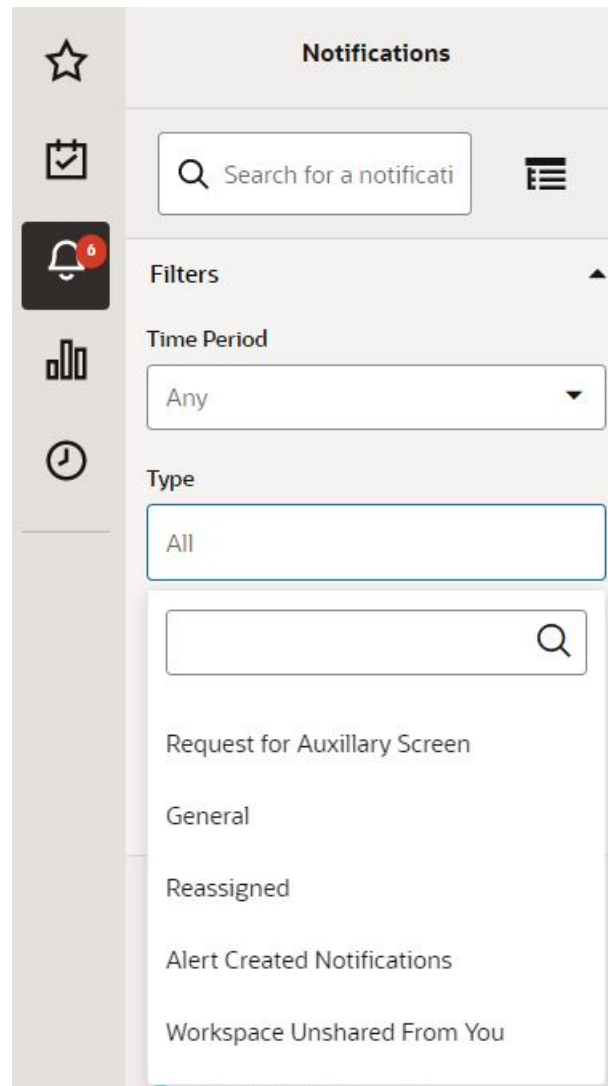 Notifications
Search for a notificati
6
Filters
Time Period
Any
Type
All
Request for Auxillary Screen
General
Reassigned
Alert Created Notifications
Workspace Unshared From You